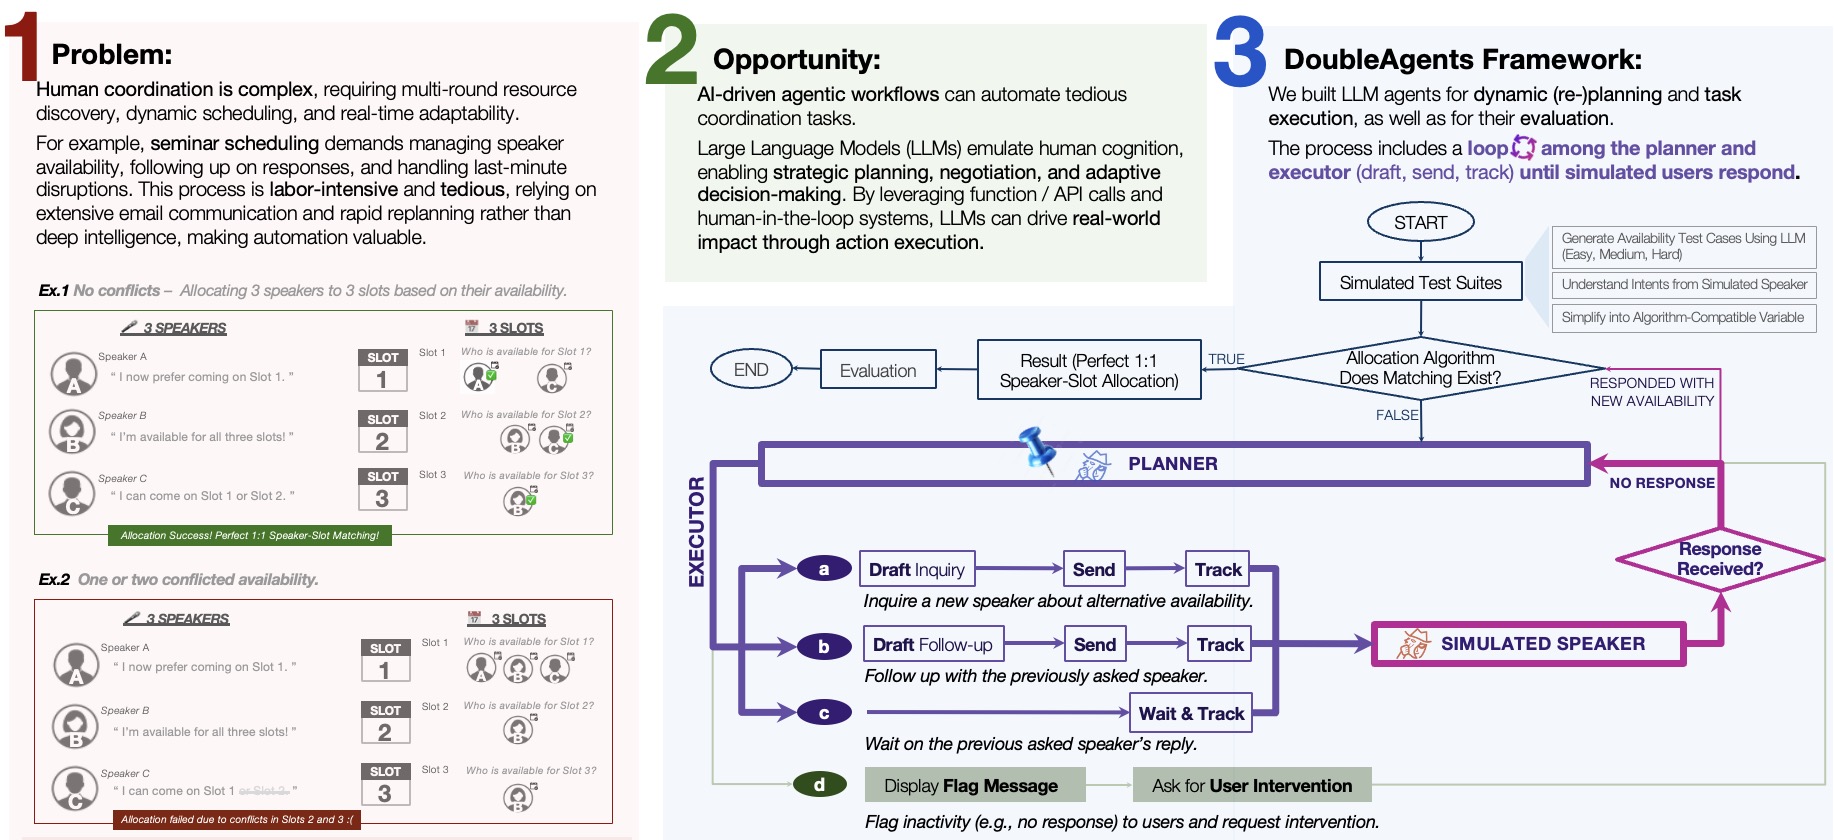 1
Problem:
Human coordination is complex, requiring multi-round resource
discovery, dynamic scheduling, and real-time adaptability.
For example, seminar scheduling demands managing speaker
availability, following up on responses, and handling last-minute
disruptions. This process is labor-intensive and tedious, relying on
extensive email communication and rapid replanning rather than
deep intelligence, making automation valuable.
Ex.1 No conflicts – Allocating 3 speakers to 3 slots based on their availability.
3 SPEAKERS
17 3 SLOTS
Speaker A
A
“ I now prefer coming on Slot 1. ”
SLOT
1
Slot 1
Who is available for Slot 1?
A C
Speaker B
B
“ I'm available for all three slots! ”
SLOT
2
Slot 2
Who is available for Slot 2?
B C
Speaker C
C
“ I can come on Slot 1 or Slot 2. ”
SLOT
3
Slot 3
Who is available for Slot 3?
B
Allocation Success! Perfect 1:1 Speaker-Slot Matching!
Ex.2 One or two conflicted availability.
3 SPEAKERS
17 3 SLOTS
Speaker A
A
“ I now prefer coming on Slot 1. ”
SLOT
1
Slot 1
Who is available for Slot 1?
A B C
Speaker B
B
“ I'm available for all three slots! ”
SLOT
2
Slot 2
Who is available for Slot 2?
B
Speaker C
C
“ I can come on Slot 1 or Slot 2. ”
SLOT
3
Slot 3
Who is available for Slot 3?
B
Allocation failed due to conflicts in Slots 2 and 3 :(
2
Opportunity:
AI-driven agentic workflows can automate tedious
coordination tasks.
Large Language Models (LLMs) emulate human cognition,
enabling strategic planning, negotiation, and adaptive
decision-making. By leveraging function / API calls and
human-in-the-loop systems, LLMs can drive real-world
impact through action execution.
3
DoubleAgents Framework:
We built LLM agents for dynamic (re-)planning and task
execution, as well as for their evaluation.
The process includes a loop among the planner and
executor (draft, send, track) until simulated users respond.
START
Simulated Test Suites
Generate Availability Test Cases Using LLM
(Easy, Medium, Hard)
Understand Intents from Simulated Speaker
Simplify into Algorithm-Compatible Variable
Allocation Algorithm
Does Matching Exist?
TRUE
Result (Perfect 1:1
Speaker-Slot Allocation)
Evaluation
END
FALSE
RESPONDED WITH
NEW AVAILABILITY
PLANNER
NO RESPONSE
EXECUTOR
Response
Received?
a
Draft Inquiry
Send
Track
Inquire a new speaker about alternative availability.
b
Draft Follow-up
Send
Track
Follow up with the previously asked speaker.
SIMULATED SPEAKER
c
Wait & Track
Wait on the previous asked speaker's reply.
d
Display Flag Message
Ask for User Intervention
Flag inactivity (e.g., no response) to users and request intervention.